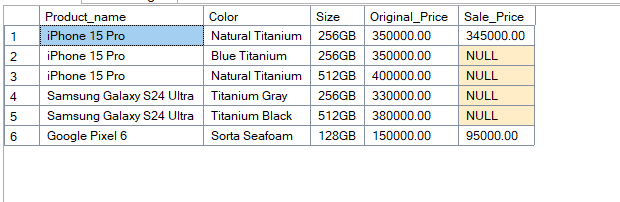 Product_name Color Size Original_Price Sale_Price
1 iPhone 15 Pro Natural Titanium 256GB 350000.00 345000.00
2 iPhone 15 Pro Blue Titanium 256GB 350000.00 NULL
3 iPhone 15 Pro Natural Titanium 512GB 400000.00 NULL
4 Samsung Galaxy S24 Ultra Titanium Gray 256GB 330000.00 NULL
5 Samsung Galaxy S24 Ultra Titanium Black 512GB 380000.00 NULL
6 Google Pixel 6 Sorta Seafoam 128GB 150000.00 95000.00